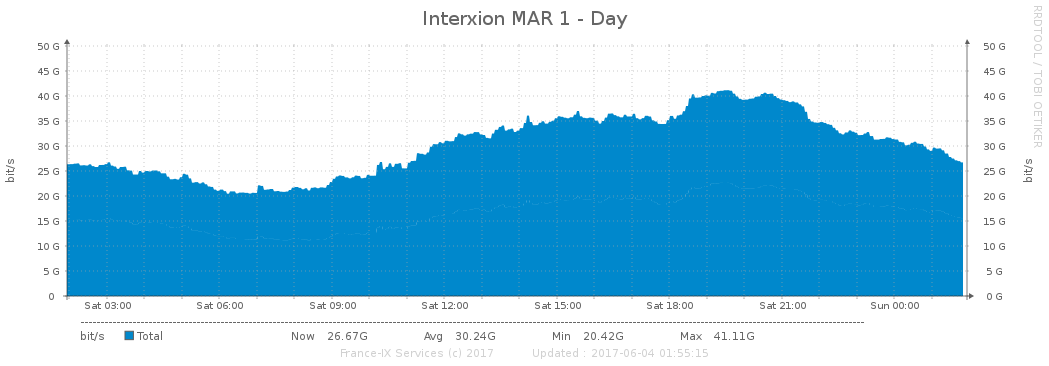 Interxion MAR 1 - Day
RRDTOOL / TOBI OETIKER
50 G 50 G
45 G 45 G
40 G 40 G
35 G 35 G
30 G 30 G
25 G 25 G
20 G 20 G
15 G 15 G
10 G 10 G
5 G 5 G
0 0 G
bit/s
bit/s
Sat 03:00 Sat 06:00 Sat 09:00 Sat 12:00 Sat 15:00 Sat 18:00 Sat 21:00 Sun 00:00
bit/s Total Now 26.67G Avg 30.24G Min 20.42G Max 41.11G
France-IX Services (c) 2017 Updated : 2017-06-04 01:55:15